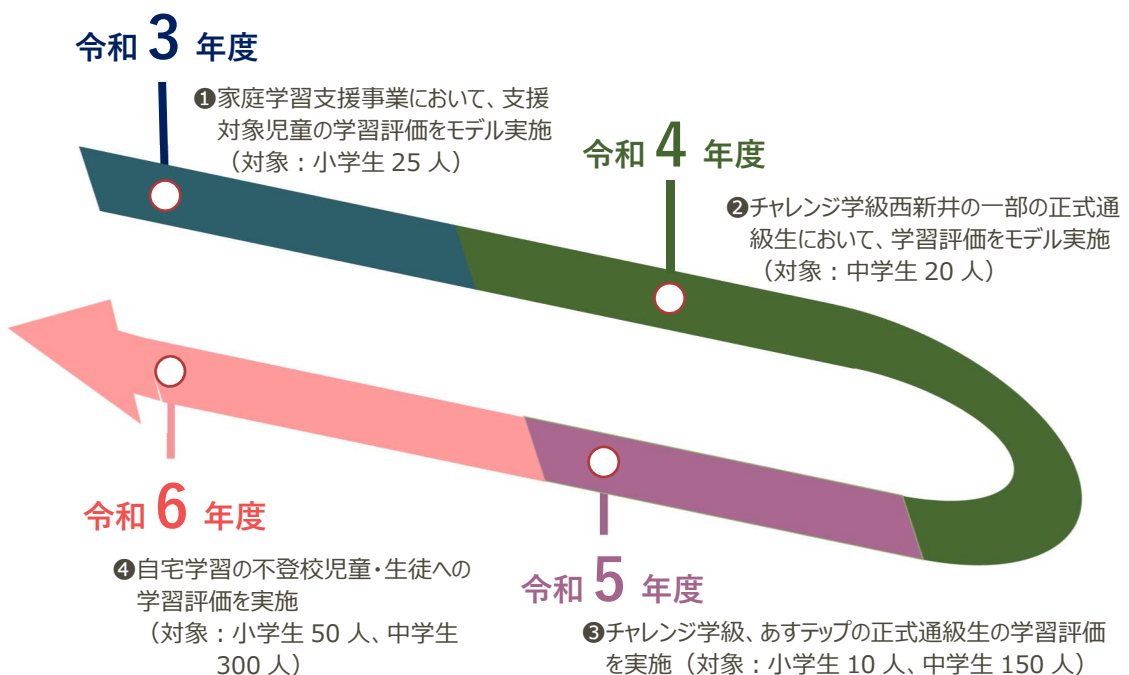 令和 3 年度
❶家庭学習支援事業において、支援
対象児童の学習評価をモデル実施
（対象：小学生 25 人）
令和 4 年度
❷チャレンジ学級西新井の一部の正式通
級生において、学習評価をモデル実施
（対象：中学生 20 人）
令和 5 年度
❸チャレンジ学級、あすテップの正式通級生の学習評価
を実施（対象：小学生 10 人、中学生 150 人）
令和 6 年度
❹自宅学習の不登校児童・生徒への
学習評価を実施
（対象：小学生 50 人、中学生
300 人）